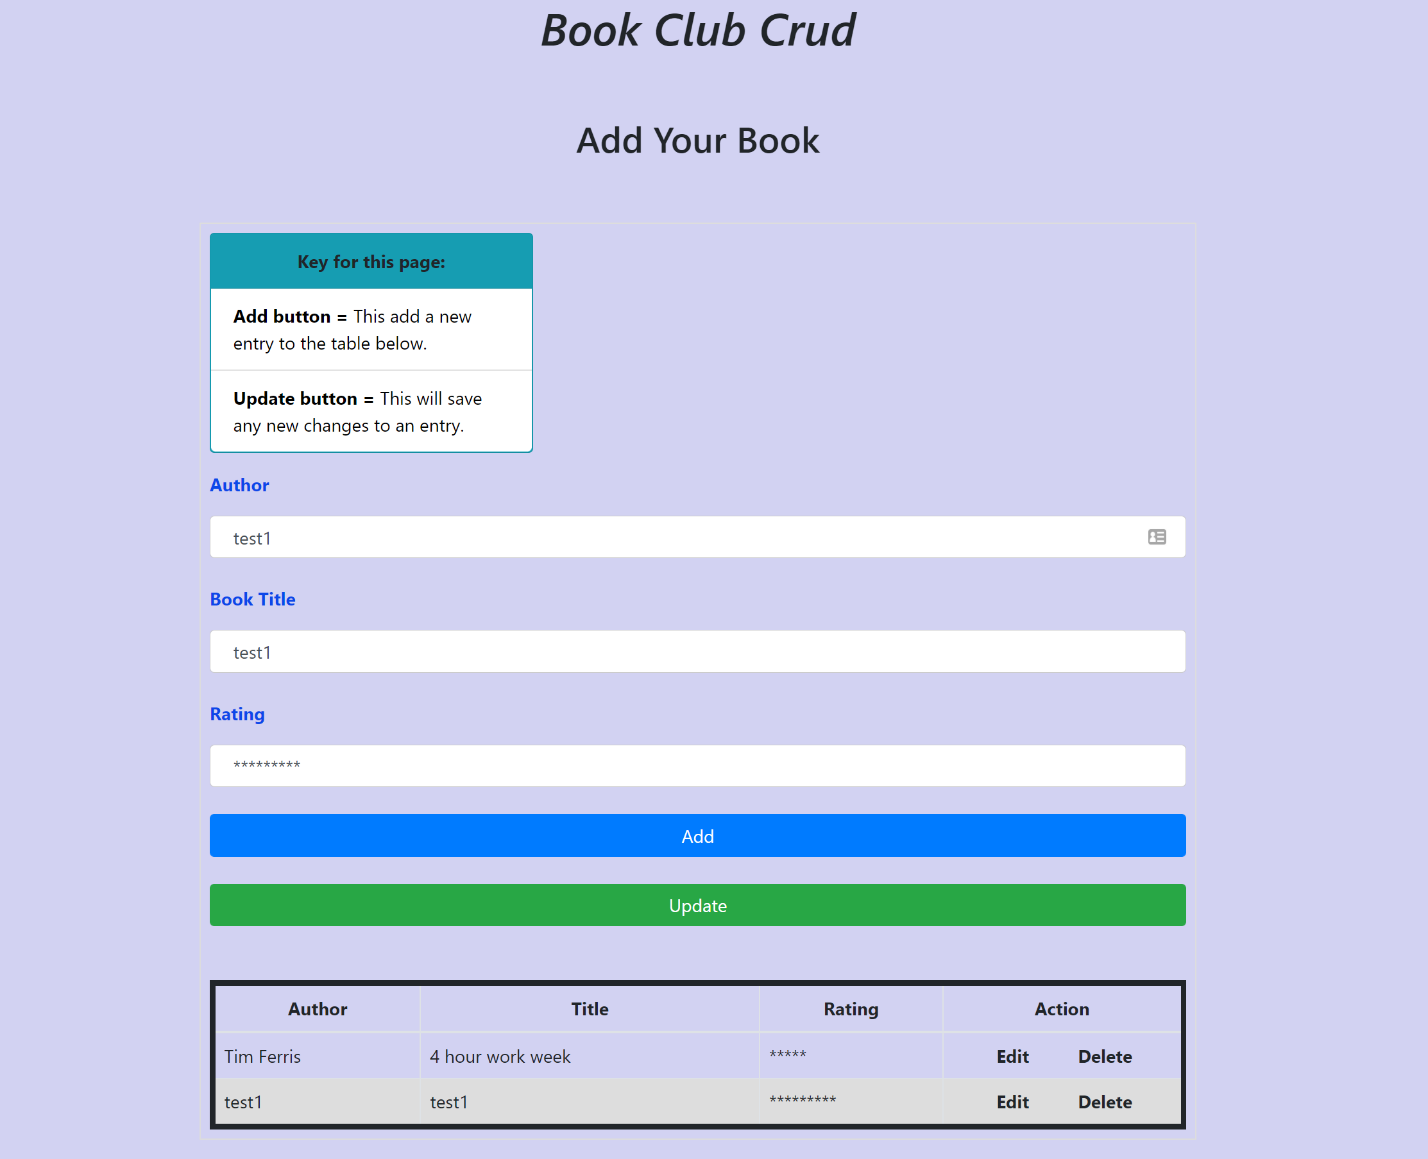 Book Club Crud
Add Your Book
Key for this page:
Add button = This add a new
entry to the table below.
Update button = This will save
any new changes to an entry.
Author
test1
Book Title
test1
Rating
*********
Add
Update
Author Title Rating Action
Tim Ferris 4 hour work week ***** Edit Delete
test1 test1 ********* Edit Delete